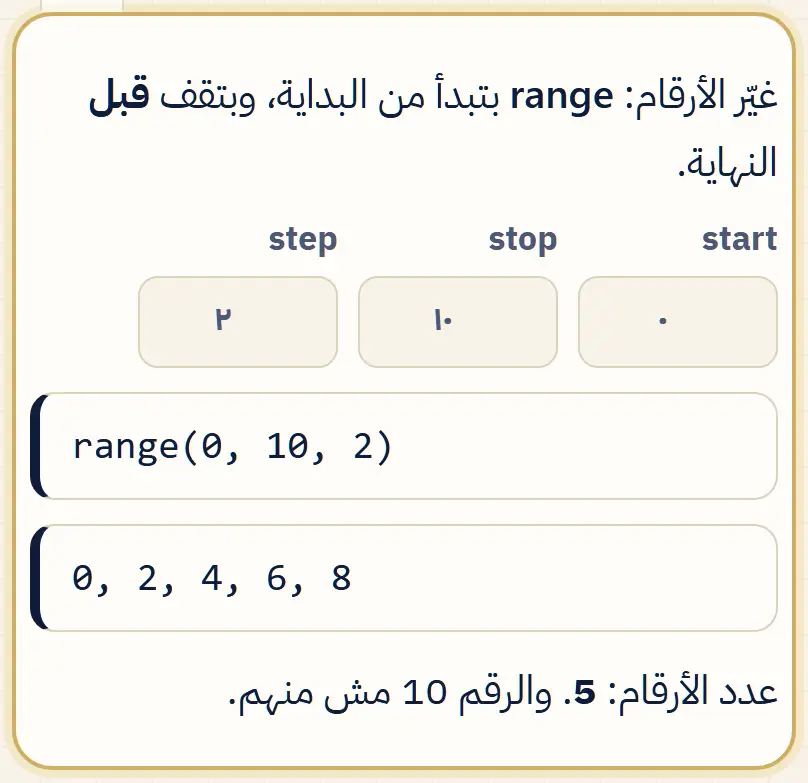 غيّر الأرقام: range بتبدأ من البداية، وبتقف قبل
النهاية.
start stop step
٠ ١٠ ٢
range(0, 10, 2)
0, 2, 4, 6, 8
عدد الأرقام: 5. والرقم 10 مش منهم.